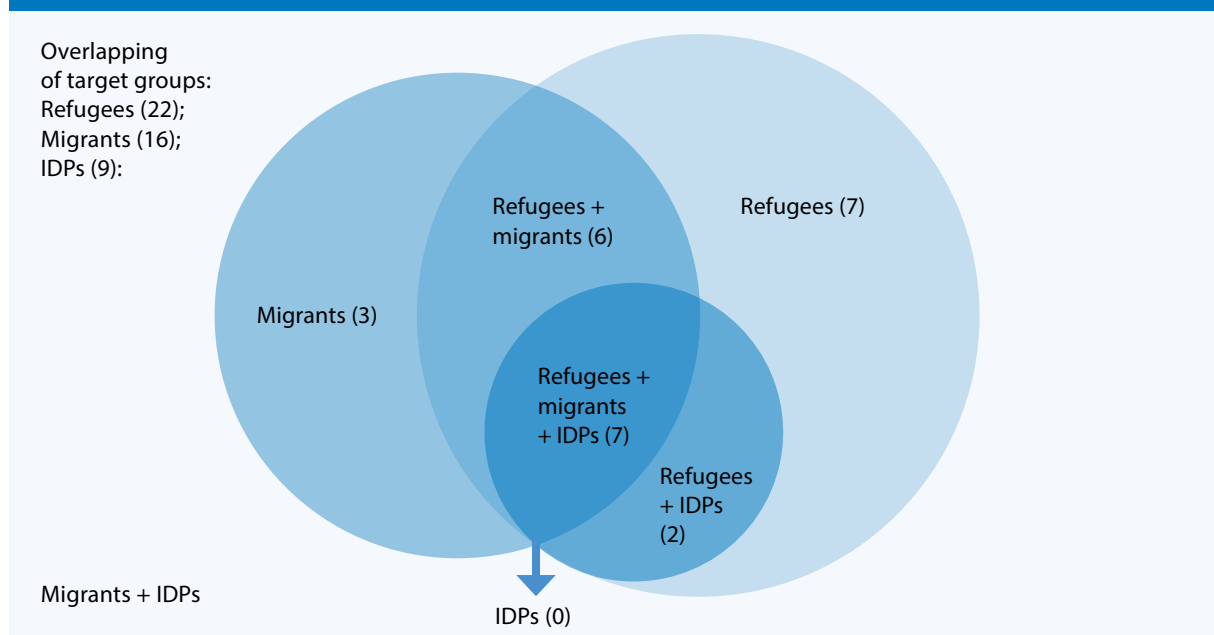 Overlapping
of target groups:
Refugees (22);
Migrants (16);
IDPs (9):
Refugees +
migrants (6)
Refugees (7)
Migrants (3)
Refugees +
migrants
+ IDPs (7)
Refugees
+ IDPs
(2)
Migrants + IDPs
IDPs (0)